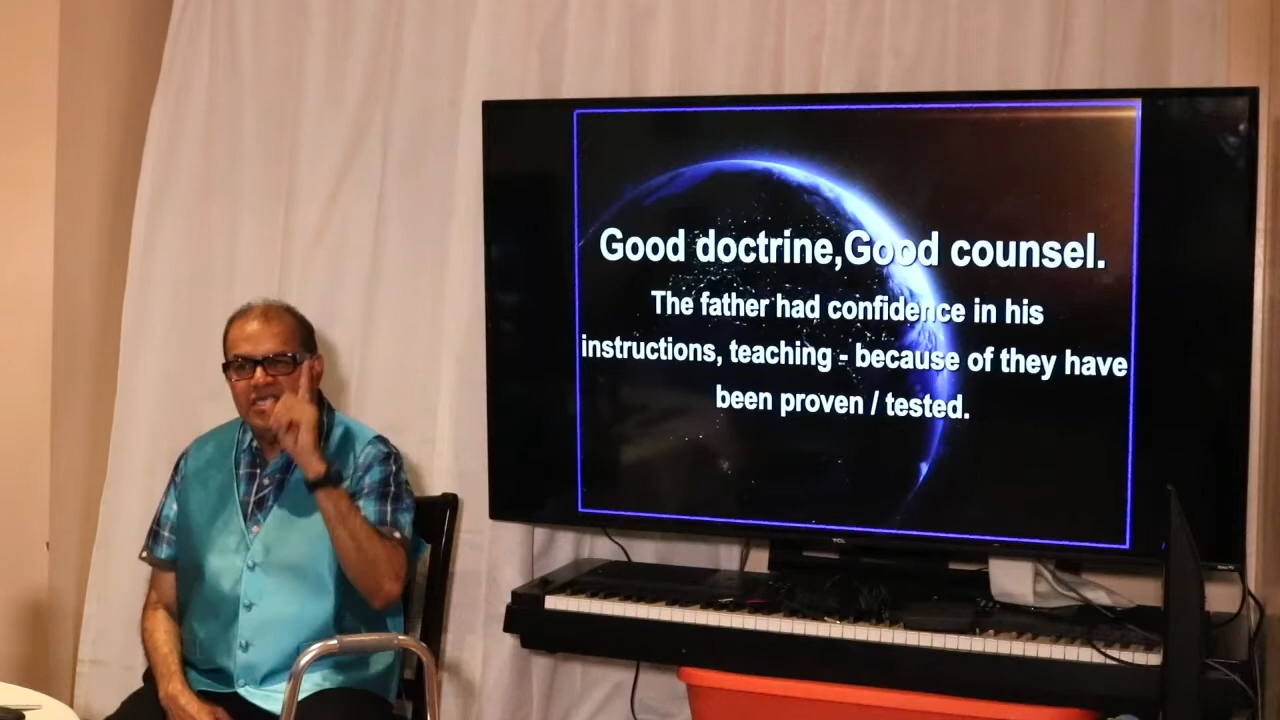 Good doctrine,Good counsel.
The father had confidence in his
instructions, teaching - because of they have
been proven / tested.
TCL